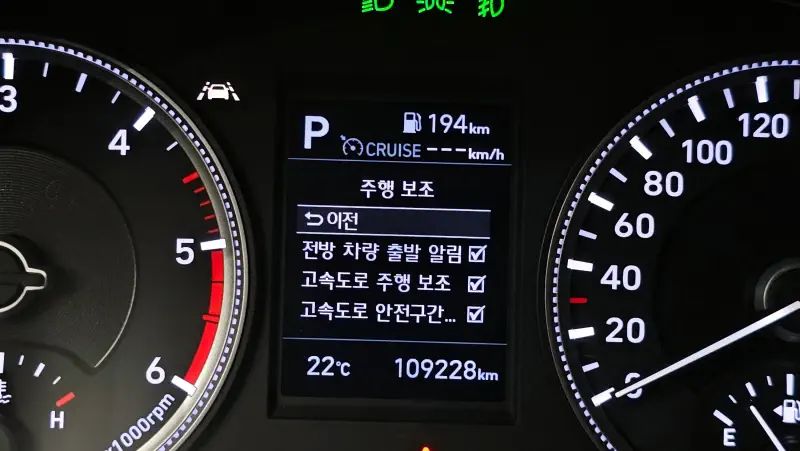 P 194km
CRUISE ---km/h
주행 보조
이전
전방 차량 출발 알림
고속도로 주행 보조
고속도로 안전구간...
22℃ 109228km
3
4
5
6
x1000rpm
H
120
100
80
60
40
20
0
E